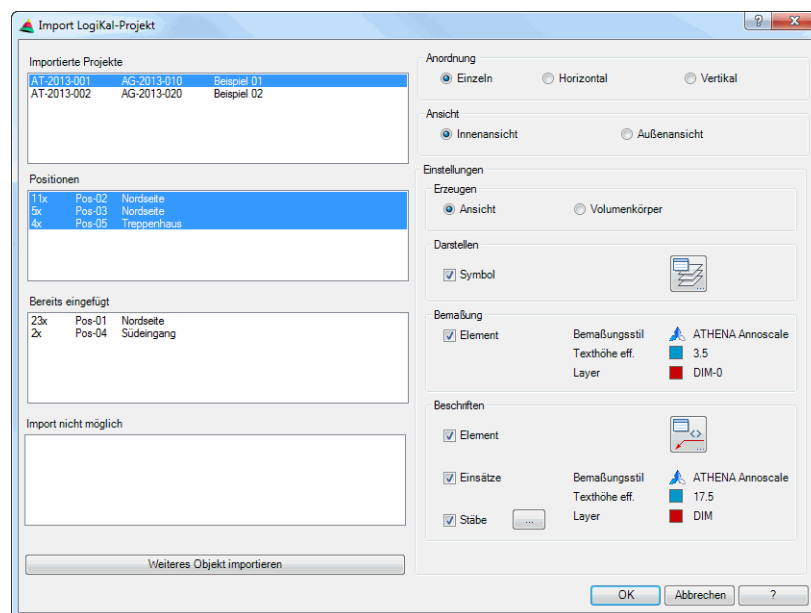 Import LogiKal-Projekt
?
Importierte Projekte
AT-2013-001 AG-2013-010 Beispiel 01
AT-2013-002 AG-2013-020 Beispiel 02
Positionen
11x Pos-02 Nordseite
5x Pos-03 Nordseite
4x Pos-05 Treppenhaus
Bereits eingefügt
23x Pos-01 Nordseite
2x Pos-04 Südeingang
Import nicht möglich
Weiteres Objekt importieren
Anordnung
Einzeln Horizontal Vertikal
Ansicht
Innenansicht Außenansicht
Einstellungen
Erzeugen
Ansicht Volumenkörper
Darstellen
Symbol ...
Bemaßung
Element Bemaßungsstil ATHENA Annoscale
Texthöhe eff. 3.5
Layer DIM-0
Beschriften
Element <> ...
Einsätze Bemaßungsstil ATHENA Annoscale
Texthöhe eff. 17.5
Stäbe ... Layer DIM
OK Abbrechen ?